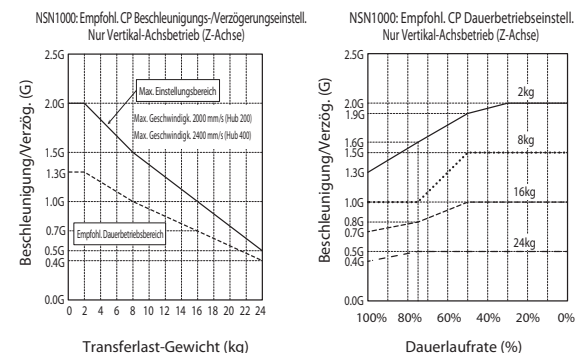 NSN1000: Empfohl. CP Beschleunigungs-/Verzögerungseinstell.
Nur Vertikal-Achsbetrieb (Z-Achse)
Beschleunigung/Verzög. (G)
2.5G
2.0G
1.5G
1.3G
1.0G
0.7G
0.5G
0.4G
0.0G
Max. Einstellungsbereich
Max. Geschwindigk. 2000 mm/s (Hub 200)
Max. Geschwindigk. 2400 mm/s (Hub 400)
Empfohl. Dauerbetriebsbereich
0 2 4 6 8 10 12 14 16 18 20 22 24
Transferlast-Gewicht (kg)
NSN1000: Empfohl. CP Dauerbetriebseinstell.
Nur Vertikal-Achsbetrieb (Z-Achse)
Beschleunigung/Verzög. (G)
2.5G
2.0G
1.9G
1.6G
1.5G
1.3G
1.0G
0.8G
0.7G
0.5G
0.4G
0.0G
2kg
8kg
16kg
24kg
100% 80% 60% 40% 20% 0%
Dauerlaufrate (%)